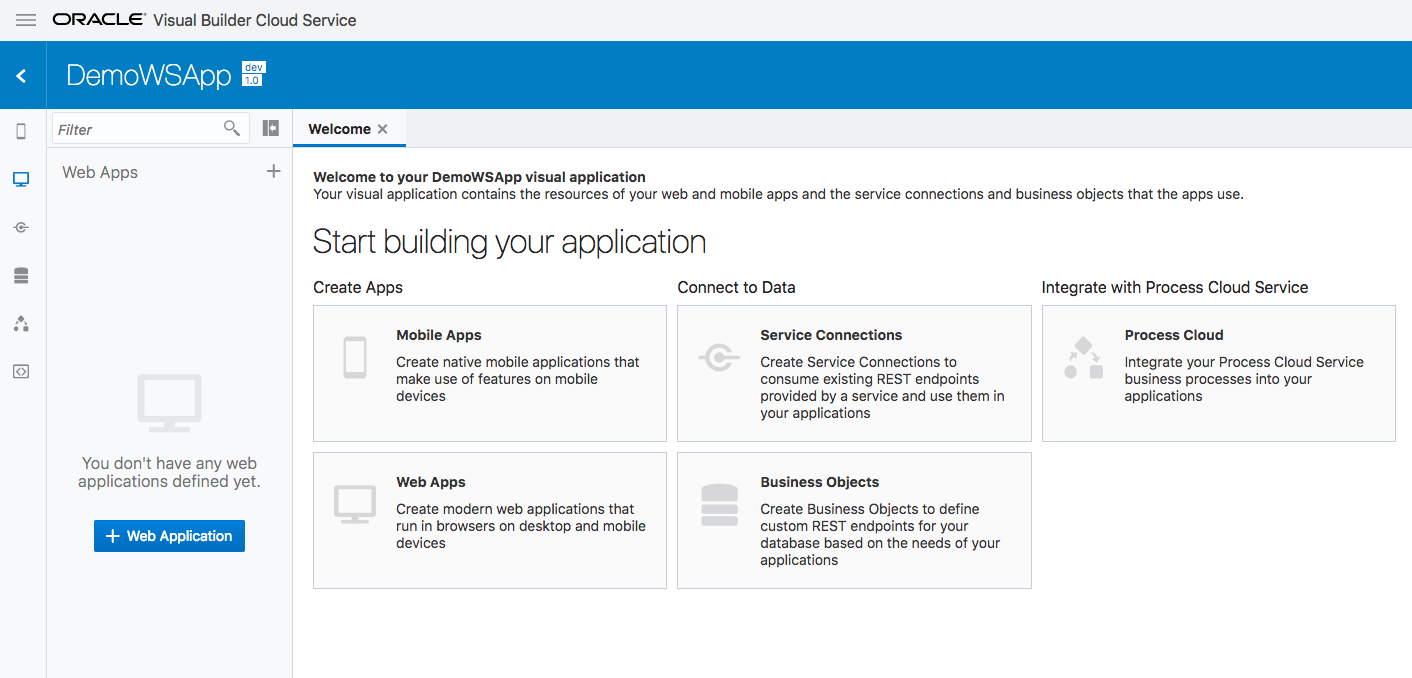 ORACLE® Visual Builder Cloud Service
DemoWSApp dev
1.0
Filter
Welcome
Web Apps
Welcome to your DemoWSApp visual application
Your visual application contains the resources of your web and mobile apps and the service connections and business objects that the apps use.
Start building your application
Create Apps
Mobile Apps
Create native mobile applications that
make use of features on mobile
devices
Web Apps
Create modern web applications that
run in browsers on desktop and mobile
devices
Connect to Data
Service Connections
Create Service Connections to
consume existing REST endpoints
provided by a service and use them in
your applications
Business Objects
Create Business Objects to define
custom REST endpoints for your
database based on the needs of your
applications
Integrate with Process Cloud Service
Process Cloud
Integrate your Process Cloud Service
business processes into your
applications
You don't have any web
applications defined yet.
+ Web Application